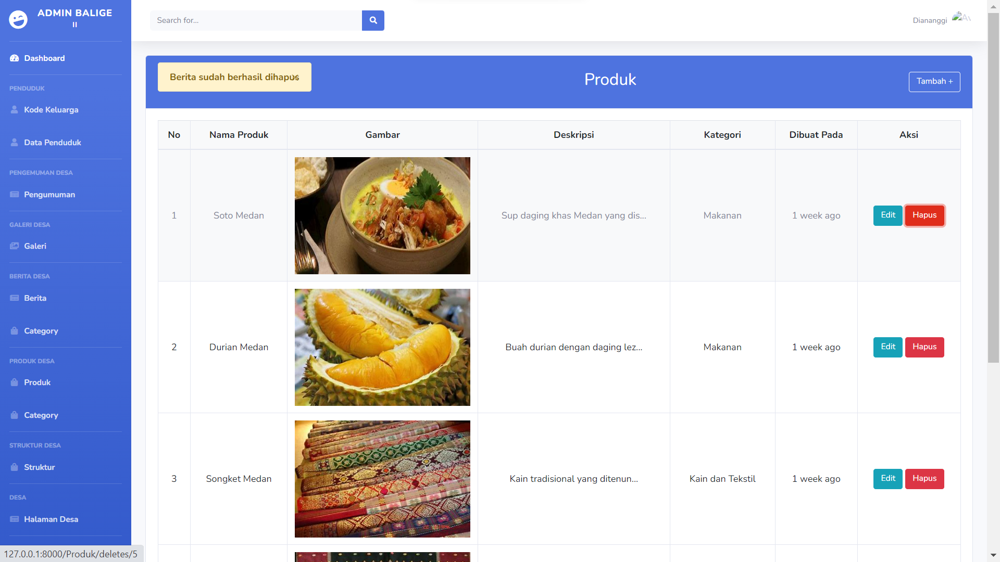 ADMIN BALIGE
II
Search for...
Diananggi
Dashboard
PENDUDUK
Kode Keluarga
Data Penduduk
PENGEMUMAN DESA
Pengumuman
GALERI DESA
Galeri
BERITA DESA
Berita
Category
PRODUK DESA
Produk
Category
STRUKTUR DESA
Struktur
DESA
Halaman Desa
127.0.0.1:8000/Produk/deletes/5
Berita sudah berhasil dihapus ×
Produk
Tambah +
No Nama Produk Gambar Deskripsi Kategori Dibuat Pada Aksi
1 Soto Medan Sup daging khas Medan yang dis... Makanan 1 week ago Edit Hapus
2 Durian Medan Buah durian dengan daging lez... Makanan 1 week ago Edit Hapus
3 Songket Medan Kain tradisional yang ditenun... Kain dan Tekstil 1 week ago Edit Hapus